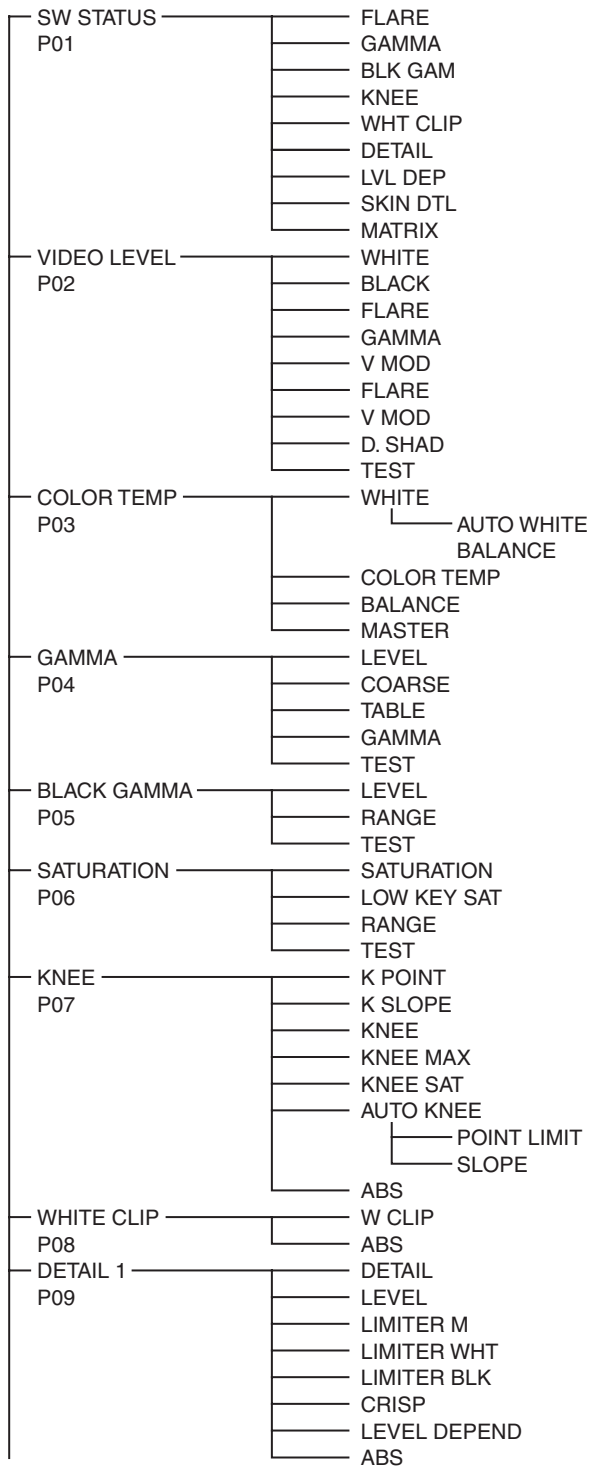 SW STATUS FLARE
P01 GAMMA
BLK GAM
KNEE
WHT CLIP
DETAIL
LVL DEP
SKIN DTL
MATRIX
VIDEO LEVEL WHITE
P02 BLACK
FLARE
GAMMA
V MOD
FLARE
V MOD
D. SHAD
TEST
COLOR TEMP WHITE
P03 AUTO WHITE
BALANCE
COLOR TEMP
BALANCE
MASTER
GAMMA LEVEL
P04 COARSE
TABLE
GAMMA
TEST
BLACK GAMMA LEVEL
P05 RANGE
TEST
SATURATION SATURATION
P06 LOW KEY SAT
RANGE
TEST
KNEE K POINT
P07 K SLOPE
KNEE
KNEE MAX
KNEE SAT
AUTO KNEE
POINT LIMIT
SLOPE
ABS
WHITE CLIP W CLIP
P08 ABS
DETAIL 1 DETAIL
P09 LEVEL
LIMITER M
LIMITER WHT
LIMITER BLK
CRISP
LEVEL DEPEND
ABS